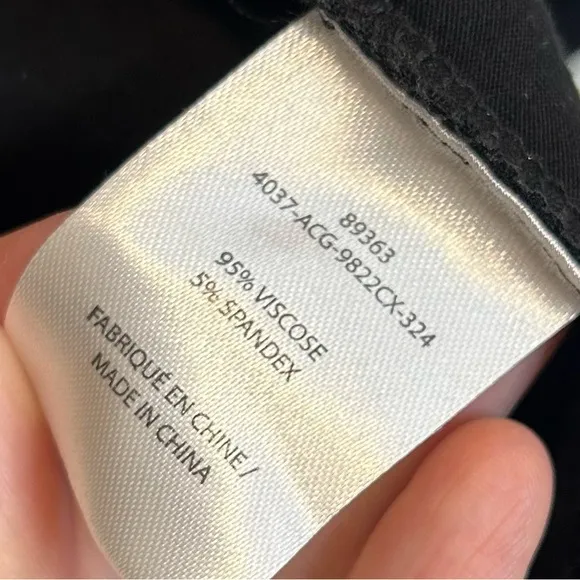 89363
4037-ACG-9822CX-324
95% VISCOSE
5% SPANDEX
FABRIQUÉ EN CHINE/
MADE IN CHINA